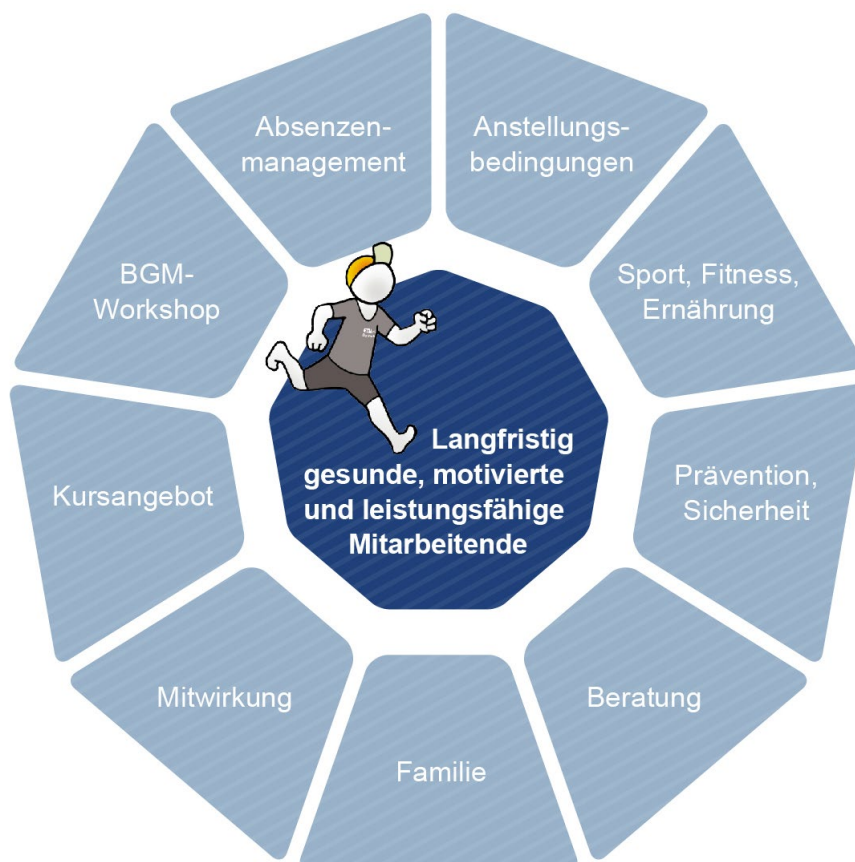 Absenzen-
management
Anstellungs-
bedingungen
Sport, Fitness,
Ernährung
Prävention,
Sicherheit
Beratung
Familie
Mitwirkung
Kursangebot
BGM-
Workshop
Langfristig
gesunde, motivierte
und leistungsfähige
Mitarbeitende